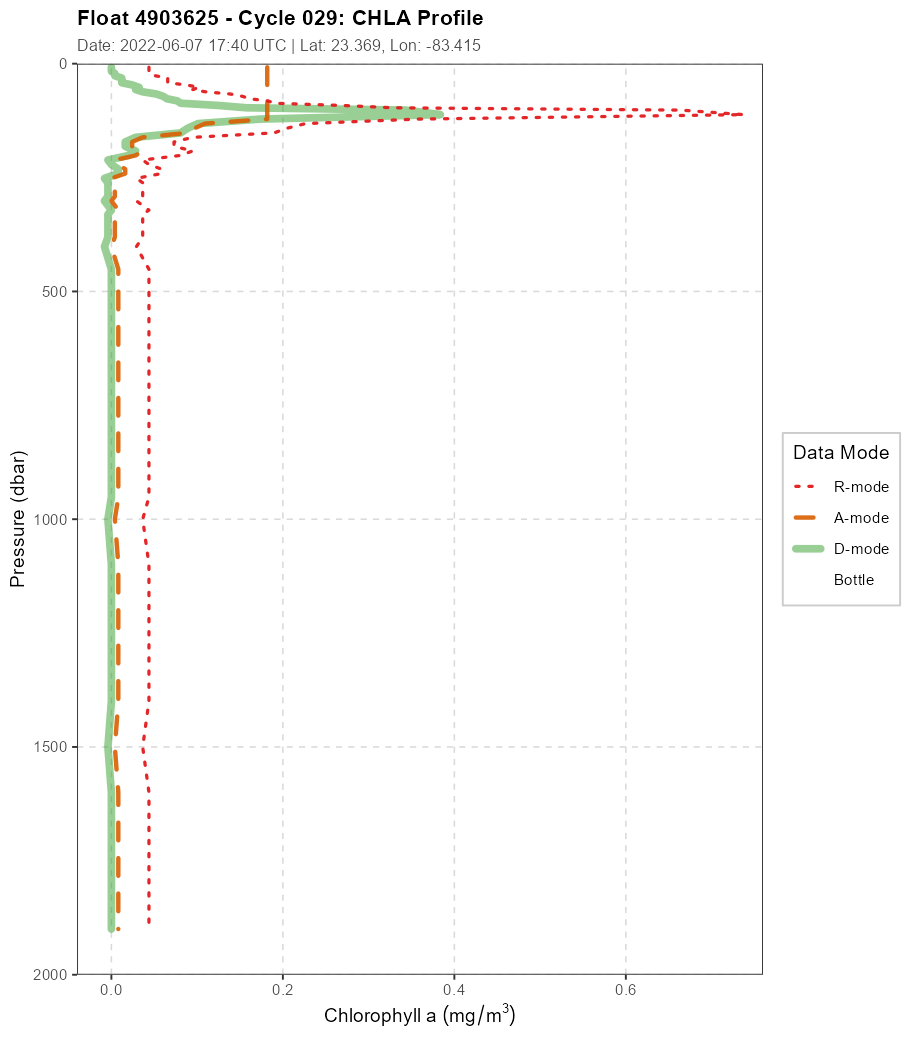 Float 4903625 - Cycle 029: CHLA Profile
Date: 2022-06-07 17:40 UTC | Lat: 23.369, Lon: -83.415
0
500
1000
1500
2000
Pressure (dbar)
0.0 0.2 0.4 0.6
Chlorophyll a (mg/m³)
Data Mode
R-mode
A-mode
D-mode
Bottle